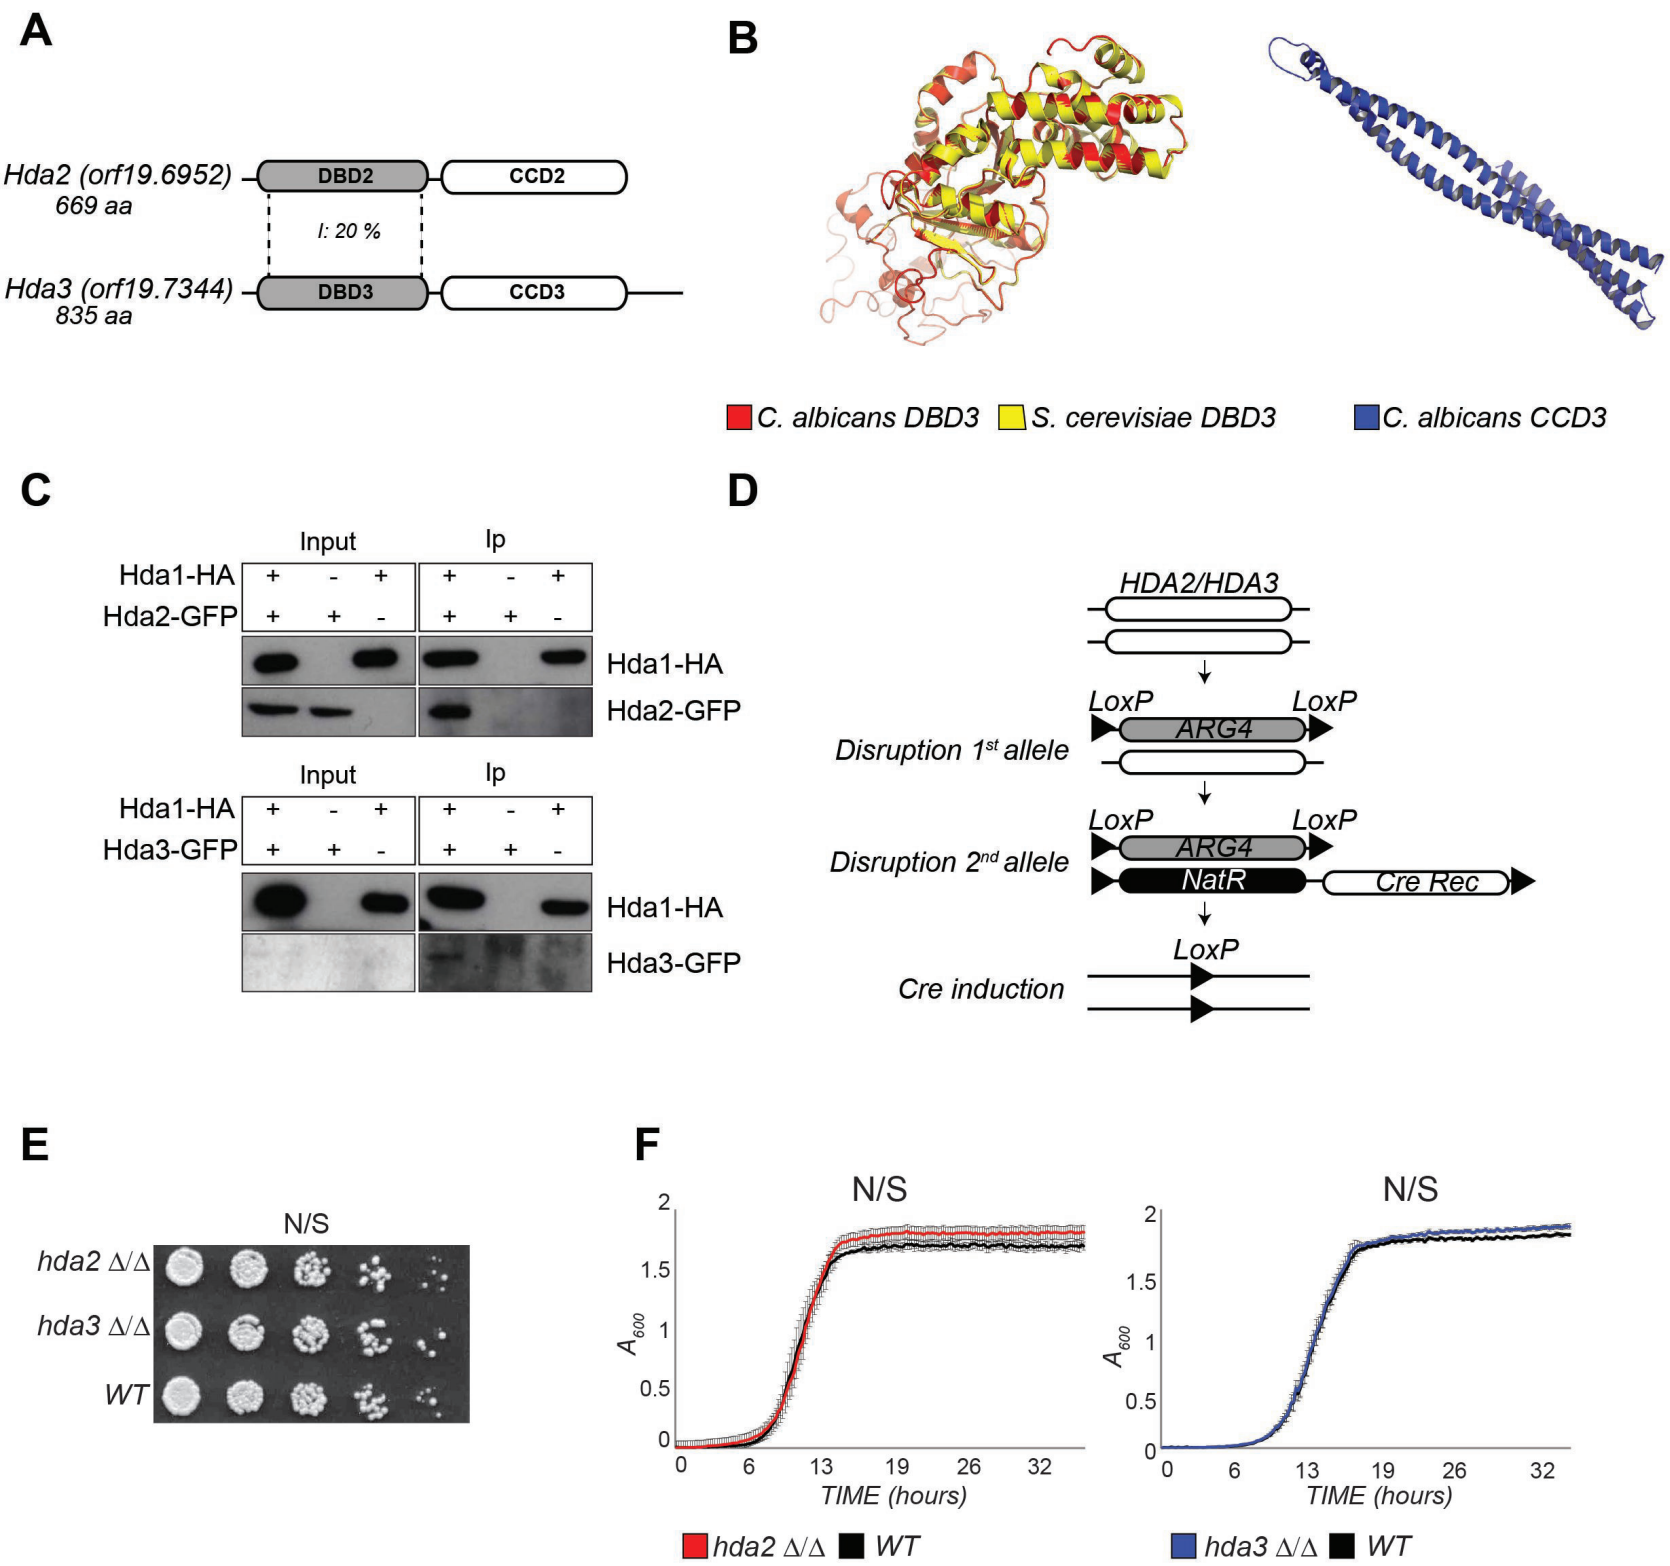 A
Hda2 (orf19.6952)
669 aa
DBD2
CCD2
I: 20 %
Hda3 (orf19.7344)
835 aa
DBD3
CCD3
B
C. albicans DBD3
S. cerevisiae DBD3
C. albicans CCD3
C
Input
Ip
Hda1-HA + - + + - +
Hda2-GFP + + - + + -
Hda1-HA
Hda2-GFP
Input
Ip
Hda1-HA + - + + - +
Hda3-GFP + + - + + -
Hda1-HA
Hda3-GFP
D
HDA2/HDA3
LoxP LoxP
ARG4
Disruption 1st allele
LoxP LoxP
ARG4
Disruption 2nd allele
NatR
Cre Rec
LoxP
Cre induction
E
N/S
hda2 Δ/Δ
hda3 Δ/Δ
WT
F
N/S
2
1.5
1
0.5
0
A600
0 6 13 19 26 32
TIME (hours)
hda2 Δ/Δ
WT
N/S
2
1.5
1
0.5
0
A600
0 6 13 19 26 32
TIME (hours)
hda3 Δ/Δ
WT